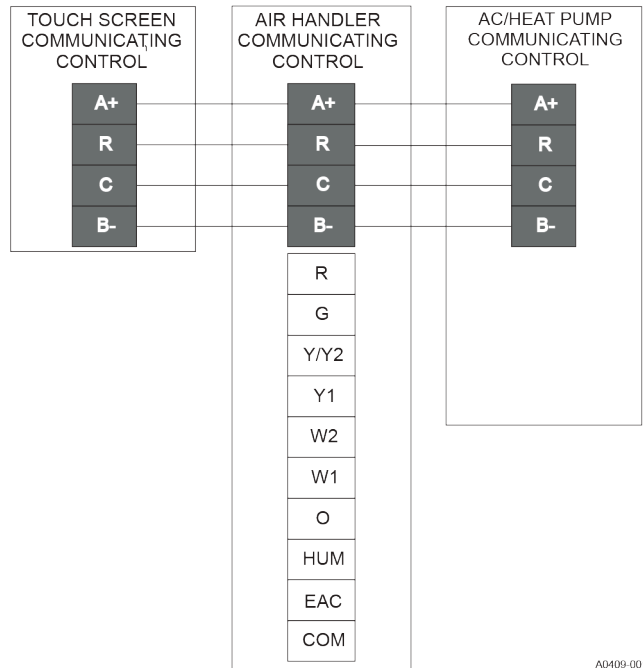 TOUCH SCREEN
COMMUNICATING
CONTROL
A+
R
C
B-
AIR HANDLER
COMMUNICATING
CONTROL
A+
R
C
B-
R
G
Y/Y2
Y1
W2
W1
O
HUM
EAC
COM
AC/HEAT PUMP
COMMUNICATING
CONTROL
A+
R
C
B-
A0409-00